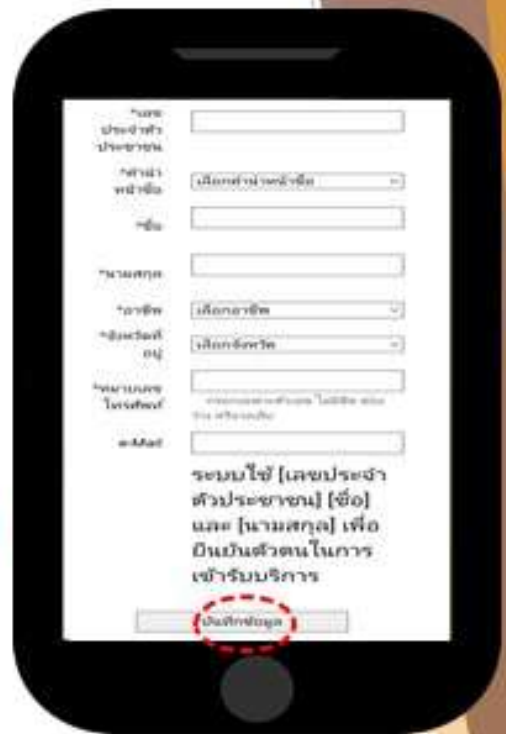 *เลข
ประจำตัว
ประชาชน
*คำนำ
หน้าชื่อ
เลือกคำนำหน้าชื่อ
*ชื่อ
*นามสกุล
*อาชีพ
เลือกอาชีพ
*จังหวัดที่
อยู่
เลือกจังหวัด
*หมายเลข
โทรศัพท์
e-Mail
ระบบใช้ [เลขประจำ
ตัวประชาชน] [ชื่อ]
และ [นามสกุล] เพื่อ
ยืนยันตัวตนในการ
เข้ารับบริการ
บันทึกข้อมูล